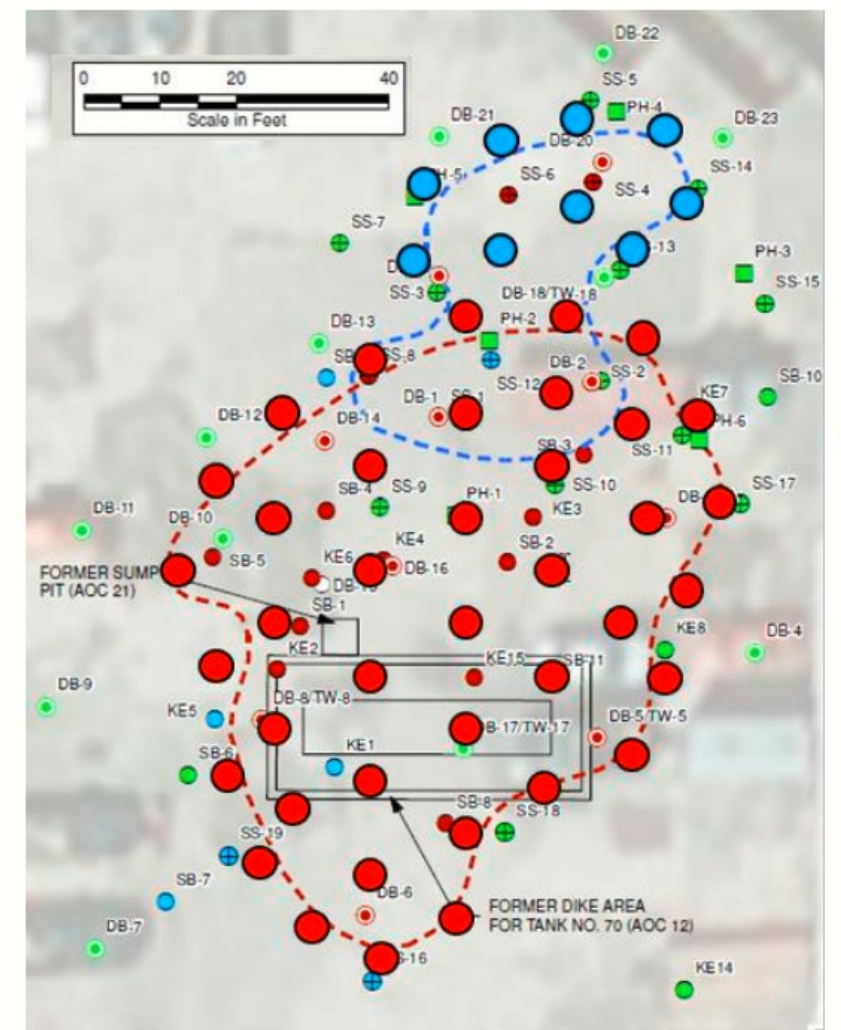 DB-22
0 10 20 40
Scale in Feet
SS-5
PH-4
DB-21
DB-23
DB-20
SS-14
H-5
SS-6
SS-4
SS-7
-13
PH-3
SS-15
SS-3
DB-18/TW-18
PH-2
DB-13
SS-8
DB-2
SS-2
SB-10
SS-12
DB-1
KE7
DB-12
DB-14
PH-6
SS-11
SB-3
SB-4
SS-9
PH-1
SS-10
SS-17
DB-11
DB-10
KE3
KE4
SB-2
SB-5
KE6
DB-16
FORMER SUMP
PIT (AOC 21)
SB-1
KE2
KE8
DB-4
KE15
SB-11
DB-9
DB-8/TW-8
KE5
B-17/TW-17
DB-5/TW-5
KE1
SB-6
SB-8
SS-18
SS-19
SB-7
DB-6
FORMER DIKE AREA
FOR TANK NO. 70 (AOC 12)
DB-7
S-16
KE14